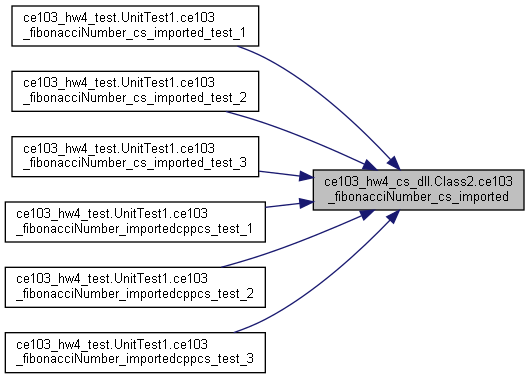 ce103_hw4_test.UnitTest1.ce103
_fibonacciNumber_cs_imported_test_1
ce103_hw4_test.UnitTest1.ce103
_fibonacciNumber_cs_imported_test_2
ce103_hw4_test.UnitTest1.ce103
_fibonacciNumber_cs_imported_test_3
ce103_hw4_cs_dll.Class2.ce103
_fibonacciNumber_cs_imported
ce103_hw4_test.UnitTest1.ce103
_fibonacciNumber_importedcppcs_test_1
ce103_hw4_test.UnitTest1.ce103
_fibonacciNumber_importedcppcs_test_2
ce103_hw4_test.UnitTest1.ce103
_fibonacciNumber_importedcppcs_test_3